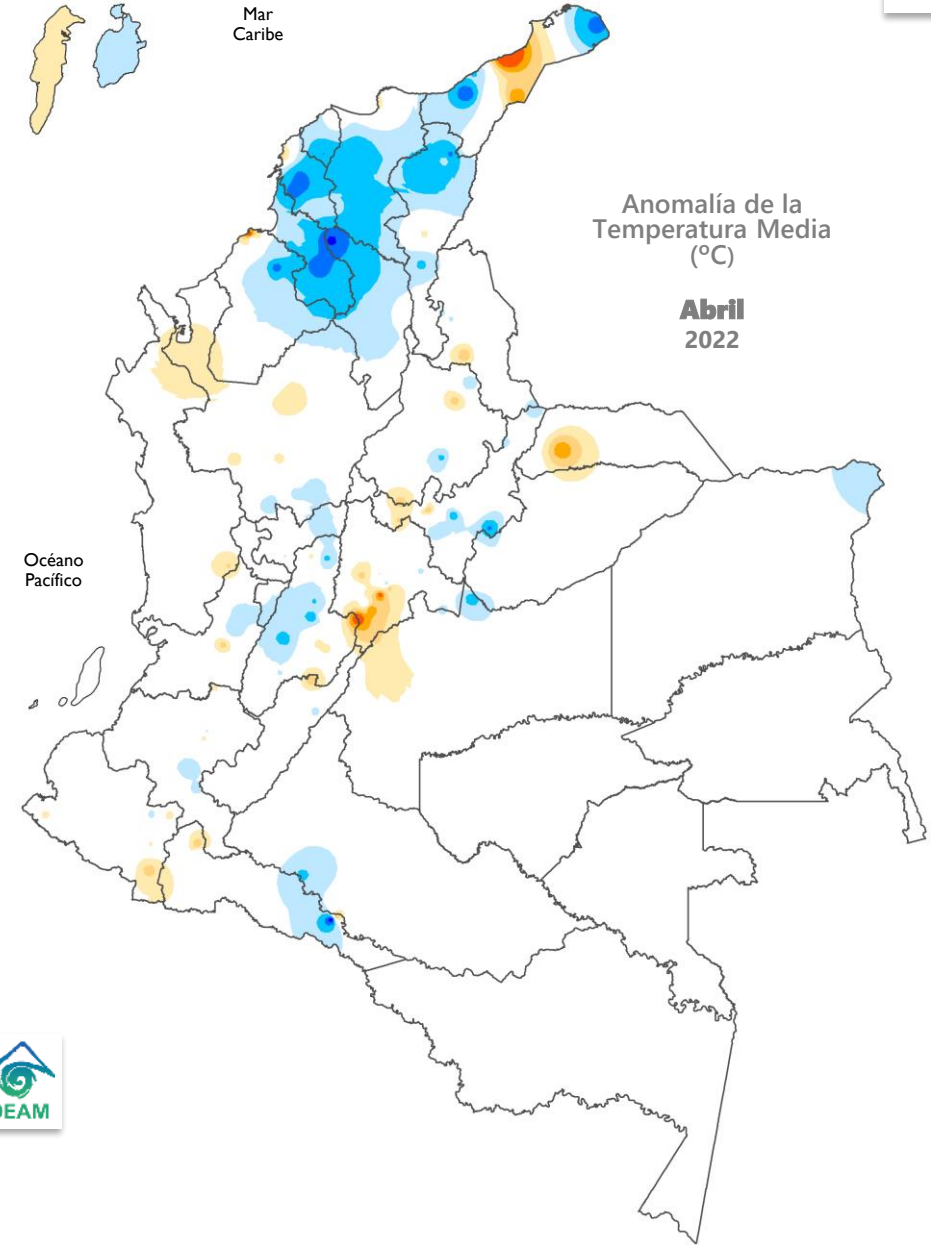 Mar
Caribe
Anomalía de la
Temperatura Media
(ºC)
Abril
2022
Océano
Pacífico
DEAM